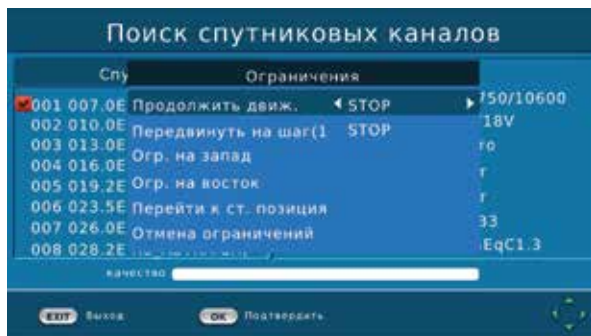 Поиск спутниковых каналов
Спу
Ограничения
001 007.0E Продолжить движ. STOP 750/10600
002 010.0E Передвинуть на шаг(1 STOP 18V
003 013.0E
004 016.0E Огр. на запад
005 019.2E Огр. на восток
006 023.5E Перейти к ст. позиция
007 026.0E Отмена ограничений 33
008 028.2E EqC1.3
качество
EXIT Выход OK Подтвердить